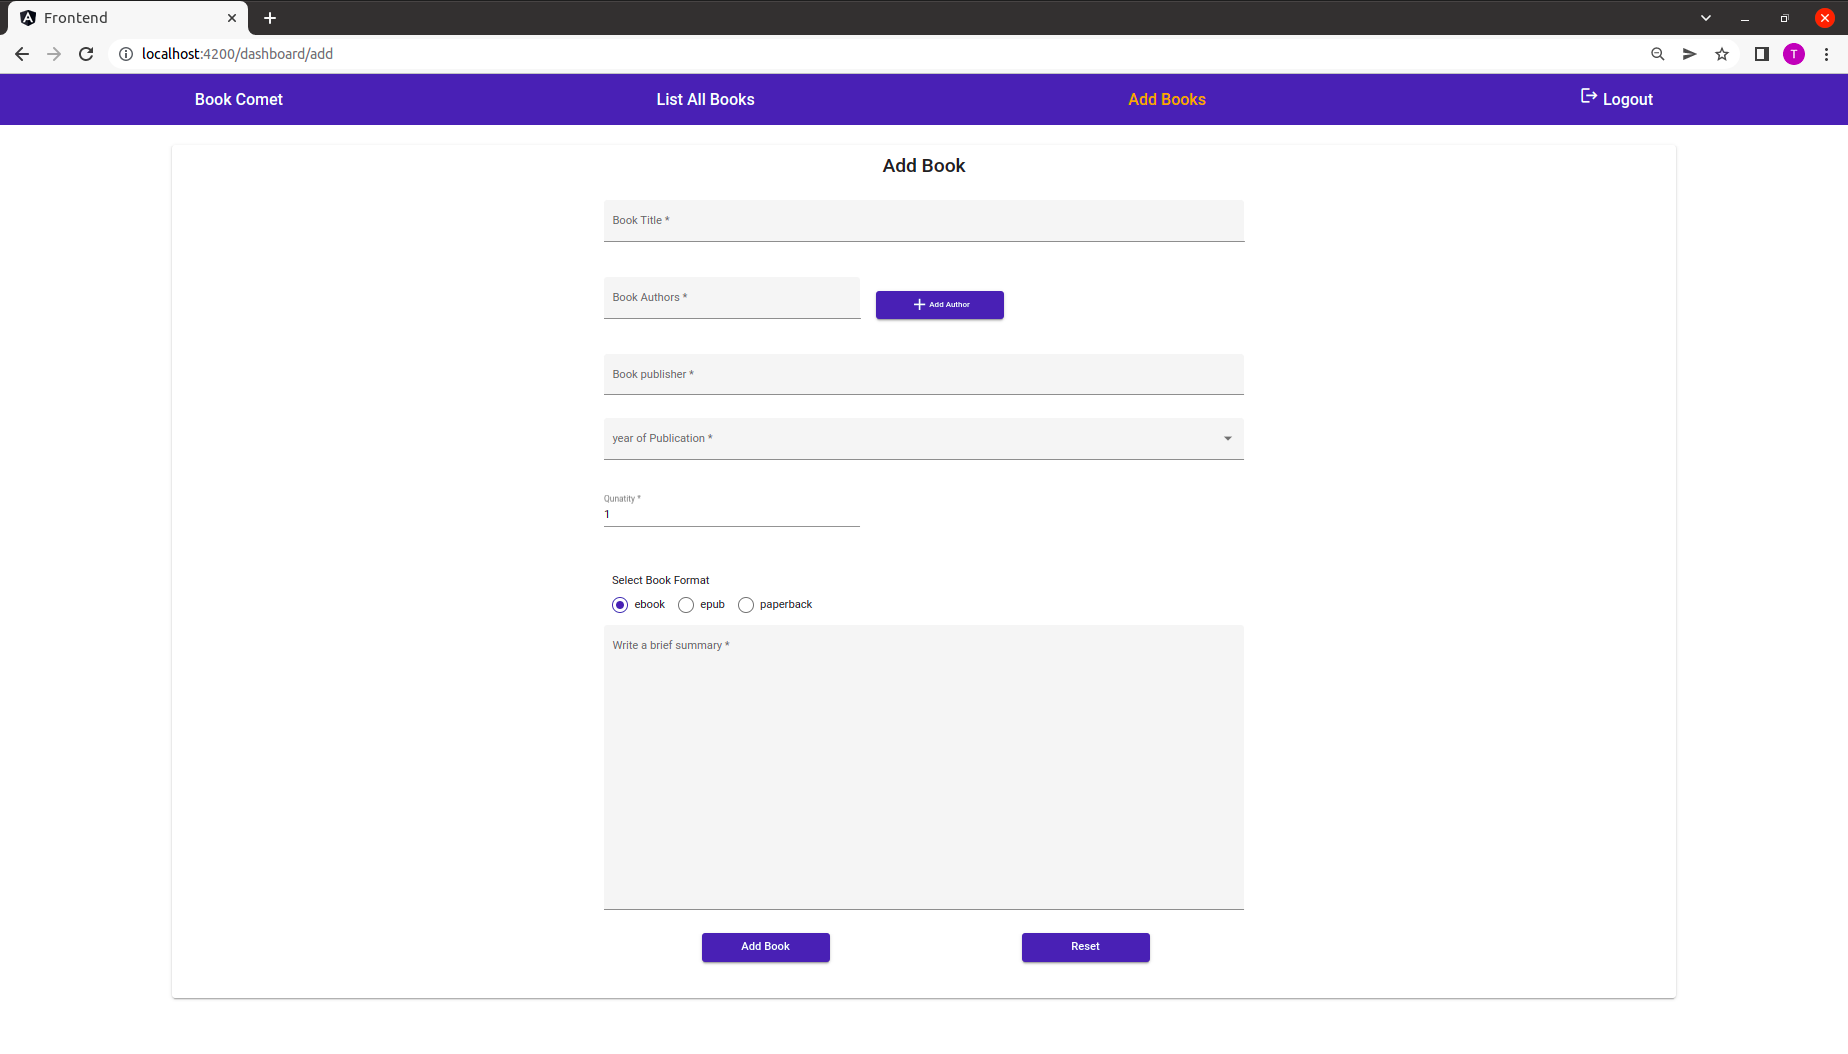 Frontend
localhost:4200/dashboard/add
T
Book Comet List All Books Add Books Logout
Add Book
Book Title *
Book Authors *
Add Author
Book publisher *
year of Publication *
Qunatity *
1
Select Book Format
ebook epub paperback
Write a brief summary *
Add Book Reset